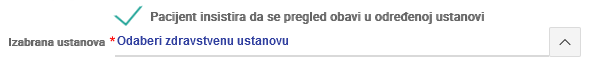 Pacijent insistira da se pregled obavi u određenoj ustanovi
Izabrana ustanova * Odaberi zdravstvenu ustanovu